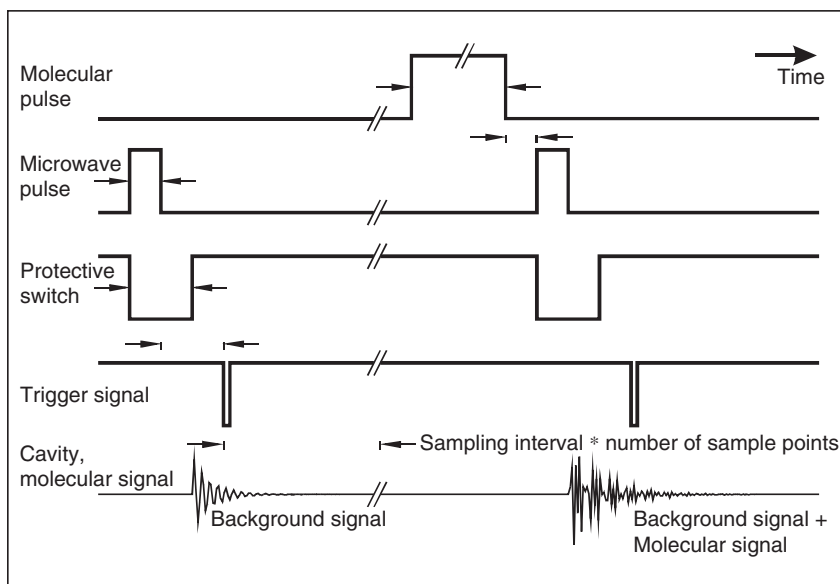 Molecular
pulse
Time
Microwave
pulse
Protective
switch
Trigger signal
Sampling interval * number of sample points
Cavity,
molecular signal
Background signal
Background signal +
Molecular signal